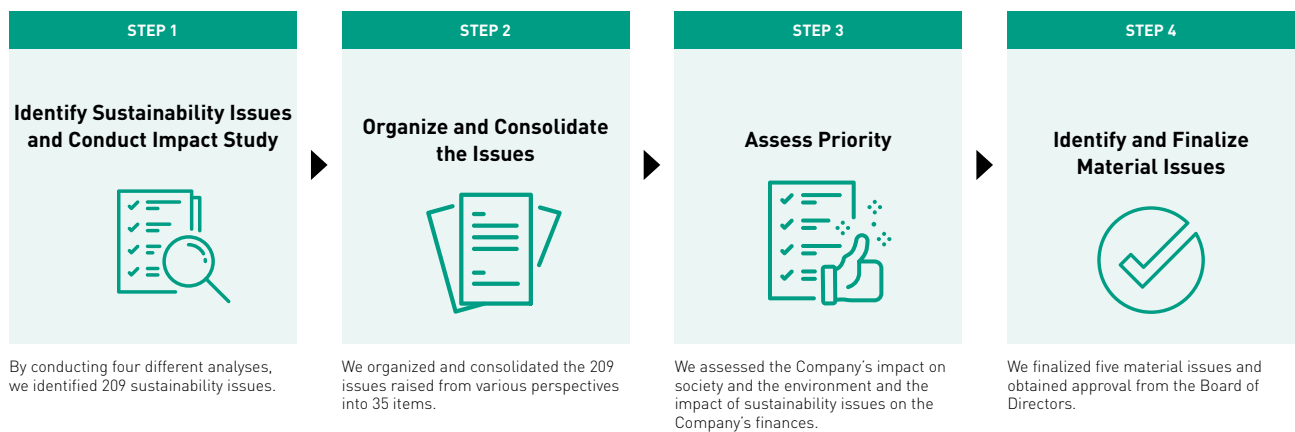 STEP 1
Identify Sustainability Issues
and Conduct Impact Study
By conducting four different analyses,
we identified 209 sustainability issues.
STEP 2
Organize and Consolidate
the Issues
We organized and consolidated the 209
issues raised from various perspectives
into 35 items.
STEP 3
Assess Priority
We assessed the Company's impact on
society and the environment and the
impact of sustainability issues on the
Company's finances.
STEP 4
Identify and Finalize
Material Issues
We finalized five material issues and
obtained approval from the Board of
Directors.